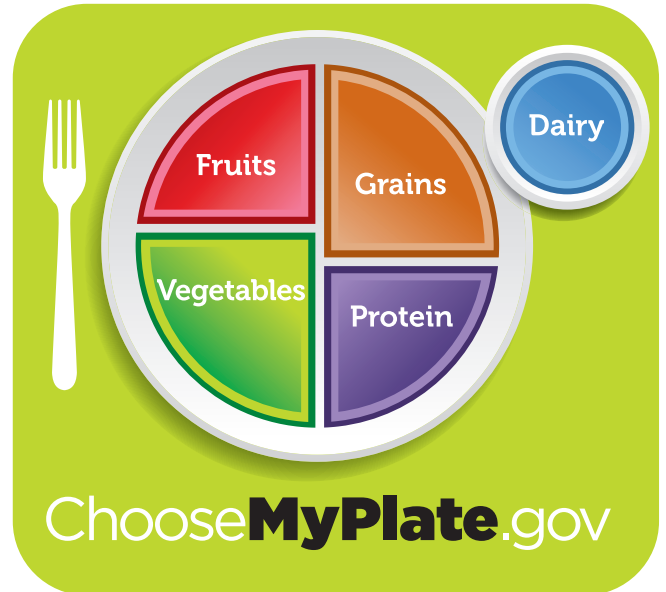 Fruits
Grains
Dairy
Vegetables
Protein
ChooseMyPlate.gov